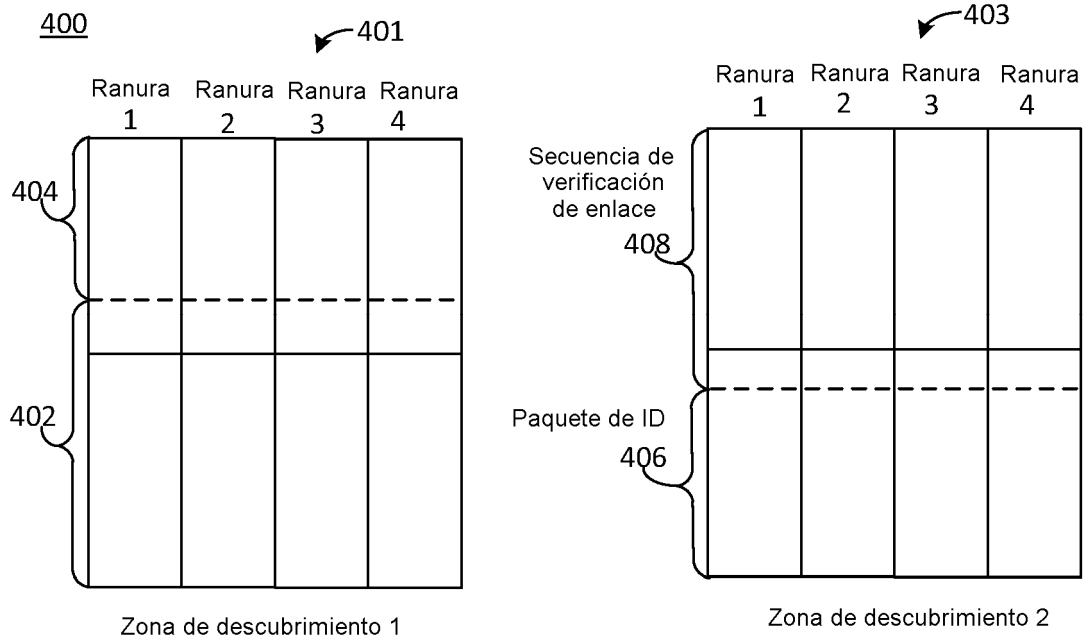 400
401
Ranura Ranura Ranura Ranura
1 2 3 4
404
402
Zona de descubrimiento 1
403
Ranura Ranura Ranura Ranura
1 2 3 4
Secuencia de
verificación
de enlace
408
Paquete de ID
406
Zona de descubrimiento 2